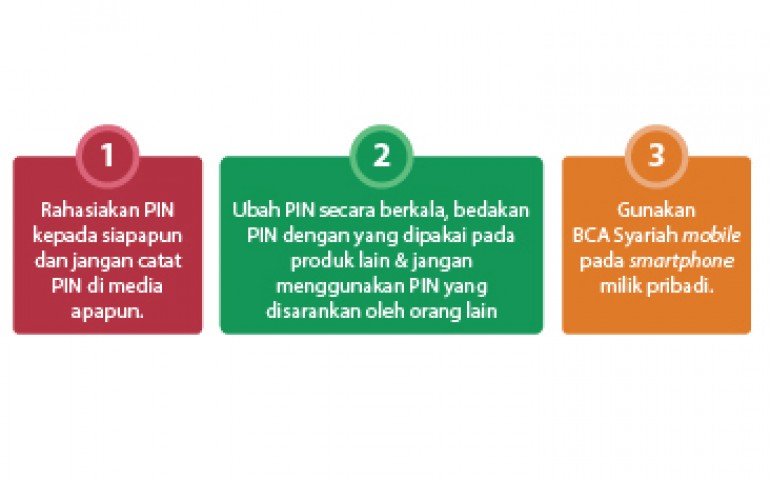 1
Rahasiakan PIN
kepada siapapun
dan jangan catat
PIN di media
apapun.
2
Ubah PIN secara berkala, bedakan
PIN dengan yang dipakai pada
produk lain & jangan
menggunakan PIN yang
disarankan oleh orang lain
3
Gunakan
BCA Syariah mobile
pada smartphone
milik pribadi.